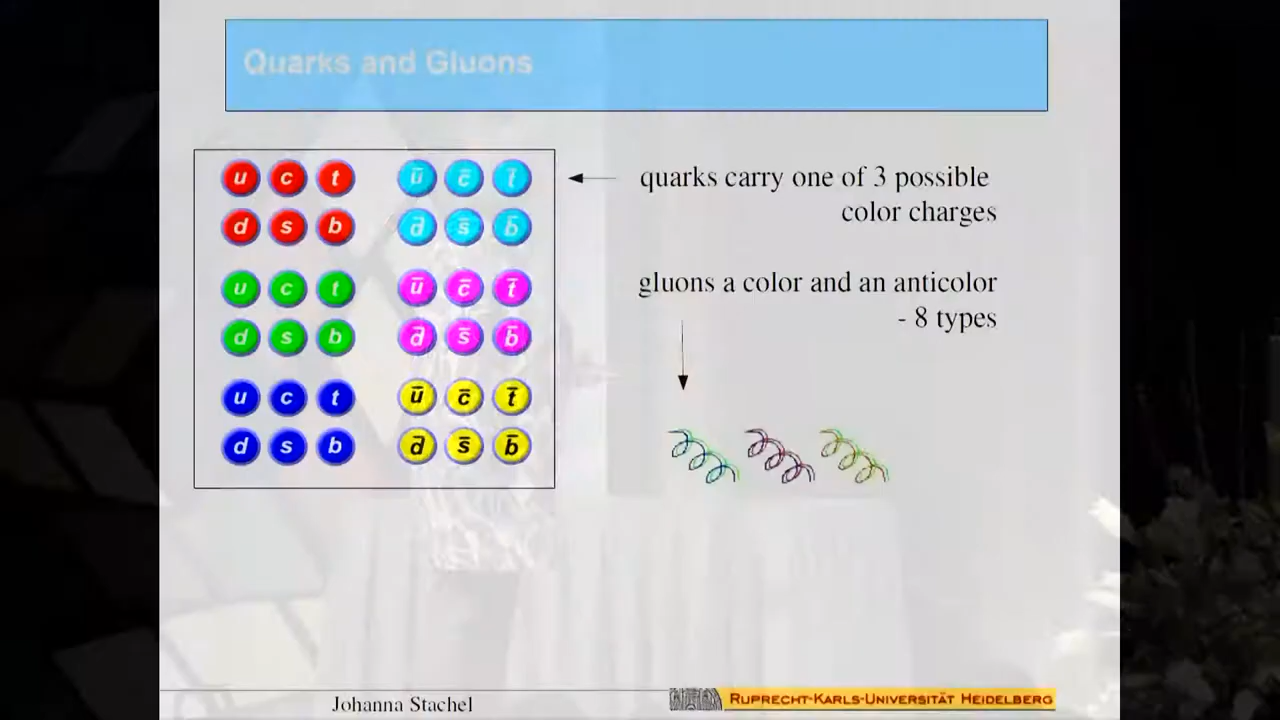 Quarks and Gluons
u c t ū c̄ t̄
d s b d̄ s̄ b̄
u c t ū c̄ t̄
d s b d̄ s̄ b̄
u c t ū c̄ t̄
d s b d̄ s̄ b̄
quarks carry one of 3 possible
color charges
gluons a color and an anticolor
- 8 types
Johanna Stachel
RUPRECHT-KARLS-UNIVERSITÄT HEIDELBERG